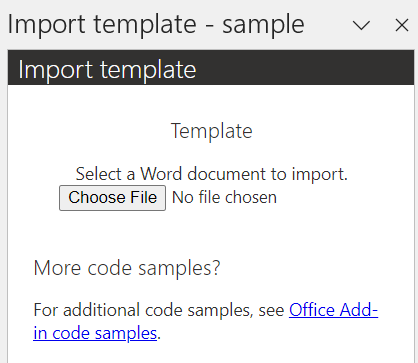 Import template - sample
Import template
Template
Select a Word document to import.
Choose File No file chosen
More code samples?
For additional code samples, see Office Add-
in code samples.